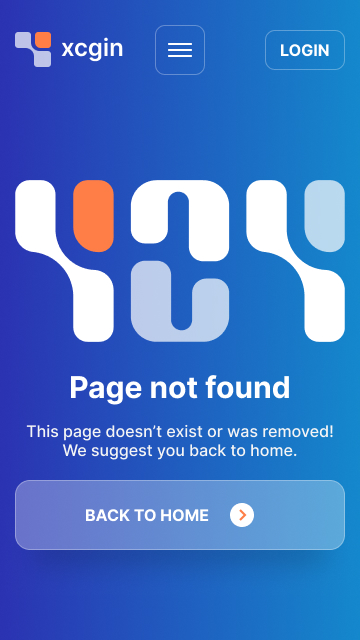 xcgin
LOGIN
404
Page not found
This page doesn’t exist or was removed!
We suggest you back to home.
BACK TO HOME